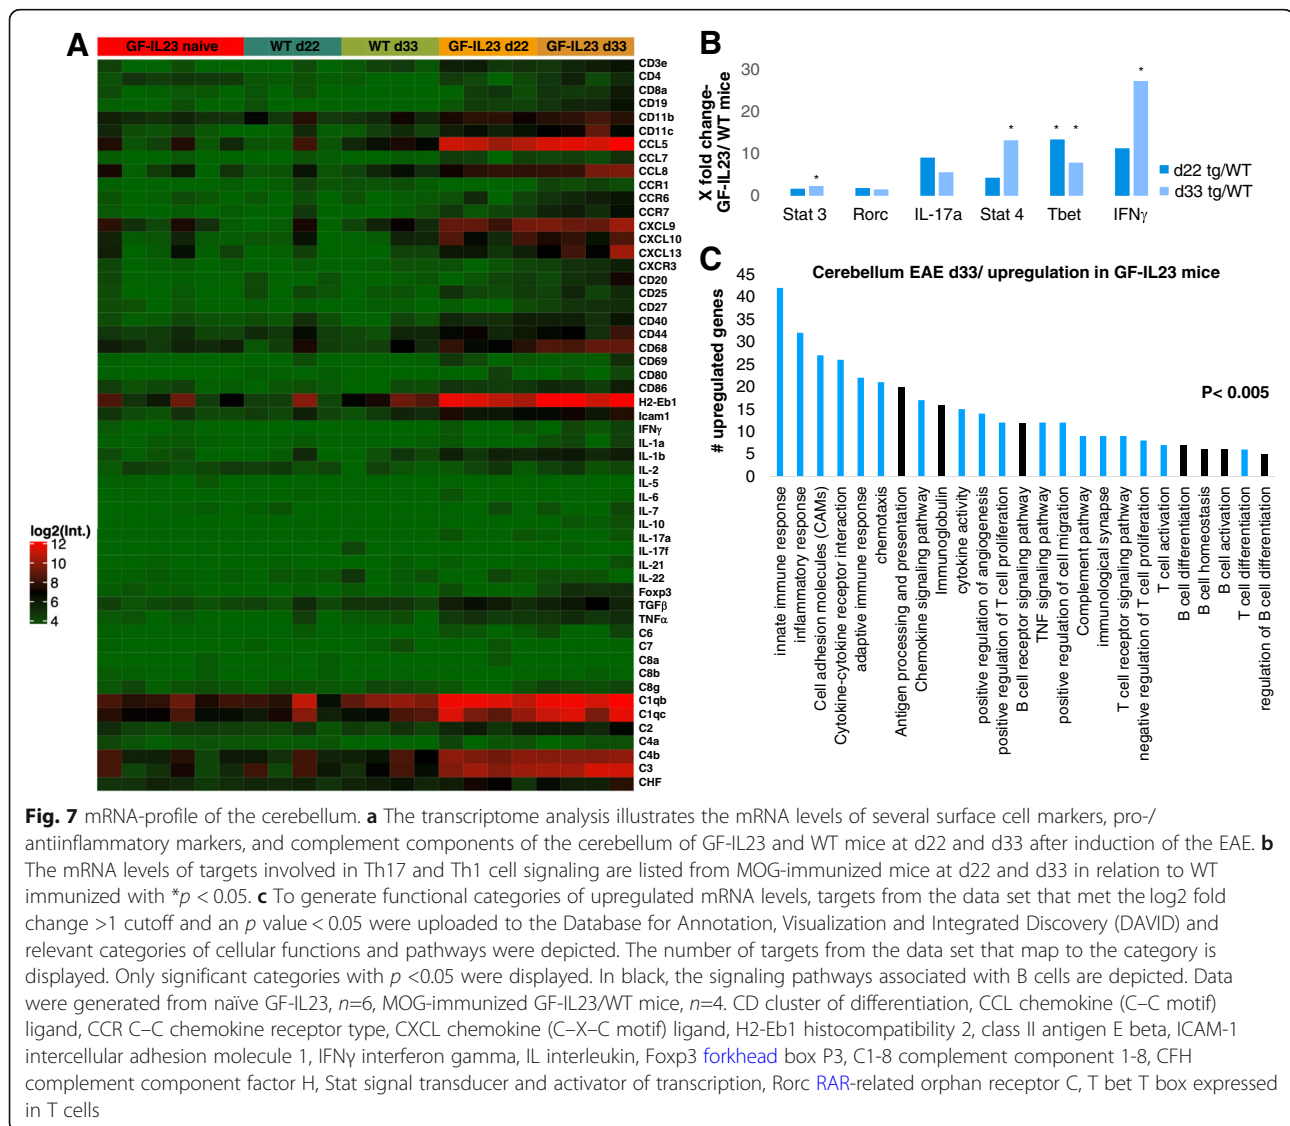 A
GF-IL23 naive
WT d22
WT d33
GF-IL23 d22
GF-IL23 d33
CD3e
CD4
CD8a
CD19
CD11b
CD11c
CCL5
CCL7
CCL8
CCR1
CCR6
CCR7
CXCL9
CXCL10
CXCL13
CXCR3
CD20
CD25
CD27
CD40
CD44
CD68
CD69
CD80
CD86
H2-Eb1
Icam1
IFNγ
IL-1a
IL-1b
IL-2
IL-5
IL-6
IL-7
IL-10
IL-17a
IL-17f
IL-21
IL-22
Foxp3
TGFβ
TNFα
C6
C7
C8a
C8b
C8g
C1qb
C1qc
C2
C4a
C4b
C3
CHF
log2(Int.)
12
10
8
6
4
B
X fold change-
GF-IL23/ WT mice
30
20
10
0
*
*
*
*
*
Stat 3
Rorc
IL-17a
Stat 4
Tbet
IFNγ
d22 tg/WT
d33 tg/WT
C
Cerebellum EAE d33/ upregulation in GF-IL23 mice
# upregulated genes
45
40
35
30
25
20
15
10
5
0
P< 0.005
innate immune response
inflammatory response
Cell adhesion molecules (CAMs)
Cytokine-cytokine receptor interaction
adaptive immune response
chemotaxis
Antigen processing and presentation
Chemokine signaling pathway
Immunoglobulin
cytokine activity
positive regulation of angiogenesis
positive regulation of T cell proliferation
B cell receptor signaling pathway
TNF signaling pathway
positive regulation of cell migration
Complement pathway
immunological synapse
T cell receptor signaling pathway
negative regulation of T cell proliferation
T cell activation
B cell differentiation
B cell homeostasis
B cell activation
T cell differentiation
regulation of B cell differentiation
Fig. 7 mRNA-profile of the cerebellum. a The transcriptome analysis illustrates the mRNA levels of several surface cell markers, pro-/
antiinflammatory markers, and complement components of the cerebellum of GF-IL23 and WT mice at d22 and d33 after induction of the EAE. b
The mRNA levels of targets involved in Th17 and Th1 cell signaling are listed from MOG-immunized mice at d22 and d33 in relation to WT
immunized with *p < 0.05. c To generate functional categories of upregulated mRNA levels, targets from the data set that met the log2 fold
change >1 cutoff and an p value < 0.05 were uploaded to the Database for Annotation, Visualization and Integrated Discovery (DAVID) and
relevant categories of cellular functions and pathways were depicted. The number of targets from the data set that map to the category is
displayed. Only significant categories with p <0.05 were displayed. In black, the signaling pathways associated with B cells are depicted. Data
were generated from naïve GF-IL23, n=6, MOG-immunized GF-IL23/WT mice, n=4. CD cluster of differentiation, CCL chemokine (C–C motif)
ligand, CCR C–C chemokine receptor type, CXCL chemokine (C–X–C motif) ligand, H2-Eb1 histocompatibility 2, class II antigen E beta, ICAM-1
intercellular adhesion molecule 1, IFNγ interferon gamma, IL interleukin, Foxp3 forkhead box P3, C1-8 complement component 1-8, CFH
complement component factor H, Stat signal transducer and activator of transcription, Rorc RAR-related orphan receptor C, T bet T box expressed
in T cells